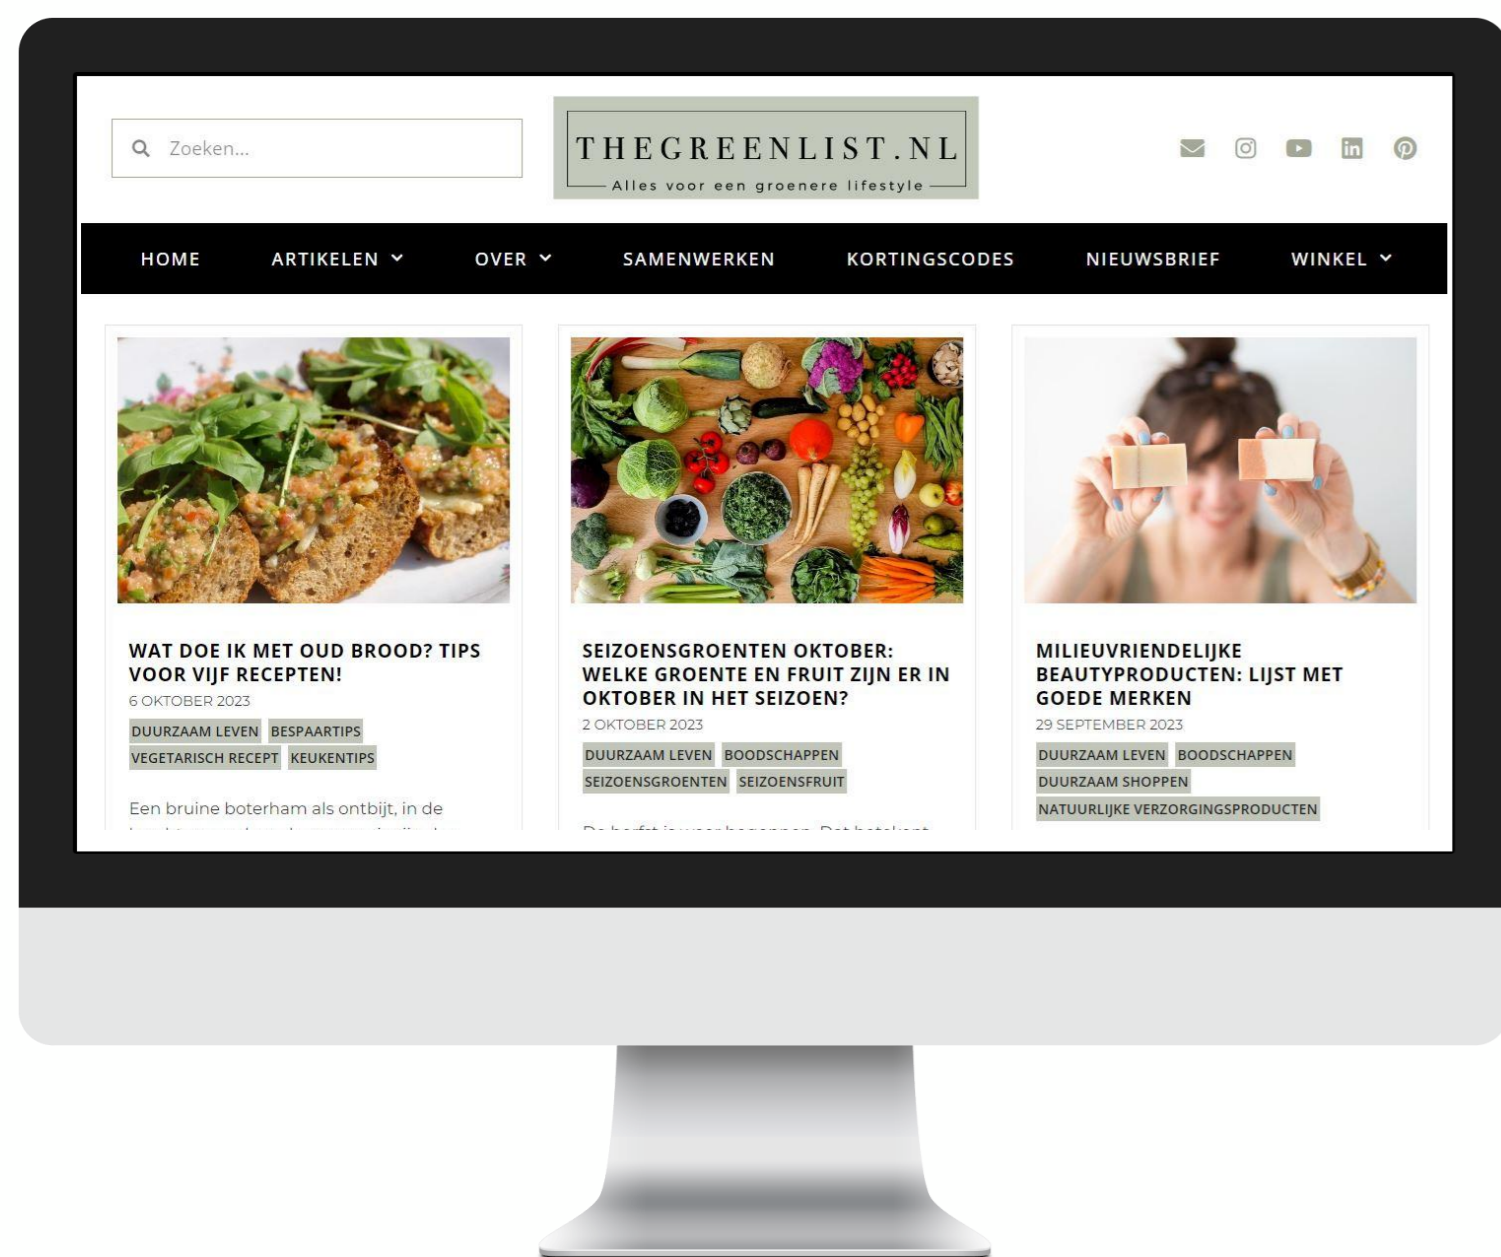 Zoeken...
THEGREENLIST.NL
Alles voor een groenere lifestyle
HOME ARTIKELEN OVER SAMENWERKEN KORTINGSCODES NIEUWSBRIEF WINKEL
WAT DOE IK MET OUD BROOD? TIPS
VOOR VIJF RECEPTEN!
6 OKTOBER 2023
DUURZAAM LEVEN BESPAARTIPS
VEGETARISCH RECEPT KEUKENTIPS
Een bruine boterham als ontbijt, in de
SEIZOENSGROENTEN OKTOBER:
WELKE GROENTE EN FRUIT ZIJN ER IN
OKTOBER IN HET SEIZOEN?
2 OKTOBER 2023
DUURZAAM LEVEN BOODSCHAPPEN
SEIZOENSGROENTEN SEIZOENSFRUIT
MILIEUVRIENDELIJKE
BEAUTYPRODUCTEN: LIJST MET
GOEDE MERKEN
29 SEPTEMBER 2023
DUURZAAM LEVEN BOODSCHAPPEN
DUURZAAM SHOPPEN
NATUURLIJKE VERZORGINGSPRODUCTEN